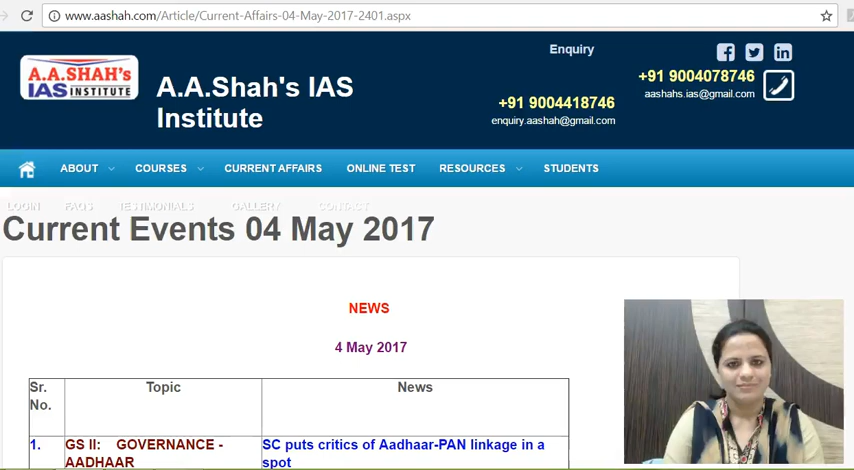 www.aashah.com/Article/Current-Affairs-04-May-2017-2401.aspx
Enquiry
A.A.SHAH's
IAS INSTITUTE
A.A.Shah's IAS
Institute
+91 9004078746
aashahs.ias@gmail.com
+91 9004418746
enquiry.aashah@gmail.com
ABOUT COURSES CURRENT AFFAIRS ONLINE TEST RESOURCES STUDENTS
LOGIN FAQ'S TESTIMONIALS GALLERY CONTACT
Current Events 04 May 2017
NEWS
4 May 2017
Sr. No. Topic News
1. GS II: GOVERNANCE - AADHAAR SC puts critics of Aadhaar-PAN linkage in a spot